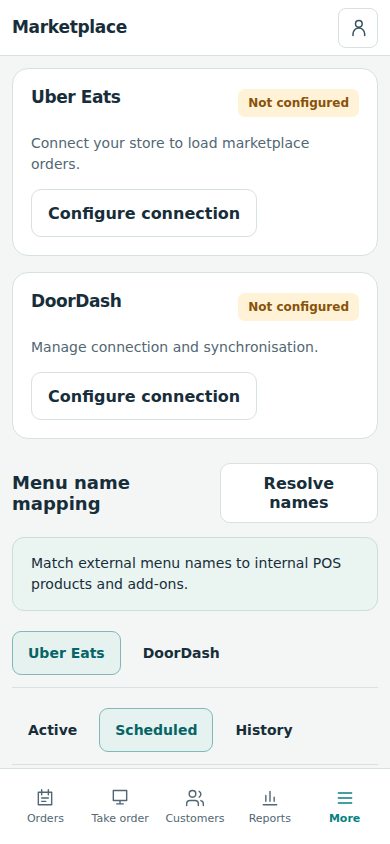 Marketplace
Uber Eats
Not configured
Connect your store to load marketplace
orders.
Configure connection
DoorDash
Not configured
Manage connection and synchronisation.
Configure connection
Menu name
mapping
Resolve
names
Match external menu names to internal POS
products and add-ons.
Uber Eats
DoorDash
Active
Scheduled
History
Orders
Take order
Customers
Reports
More